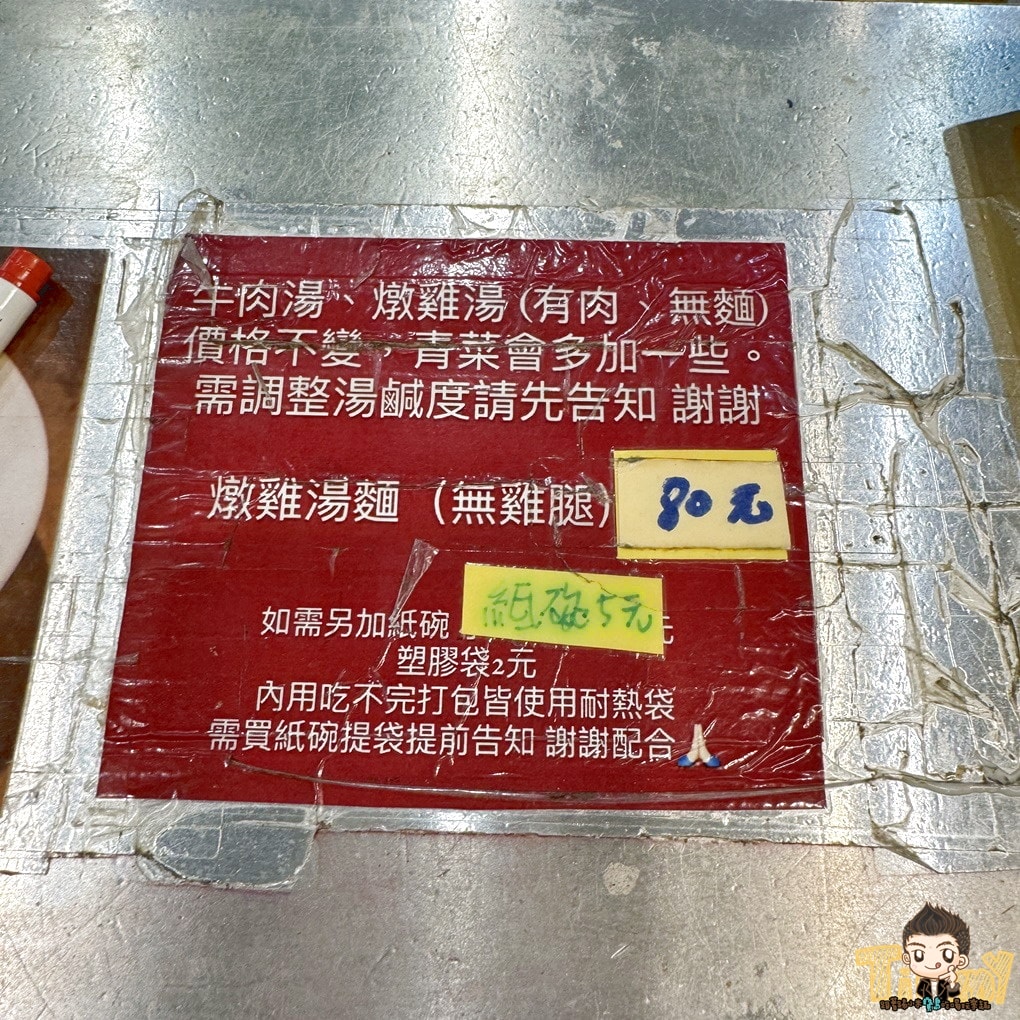 牛肉湯、燉雞湯(有肉、無麵)
價格不變，青菜會多加一些。
需調整湯鹹度請先告知 謝謝
燉雞湯麵 (無雞腿) 80元
如需另加紙碗 紙碗5元 元
塑膠袋2元
內用吃不完打包皆使用耐熱袋
需買紙碗提袋提前告知 謝謝配合🙏🏻